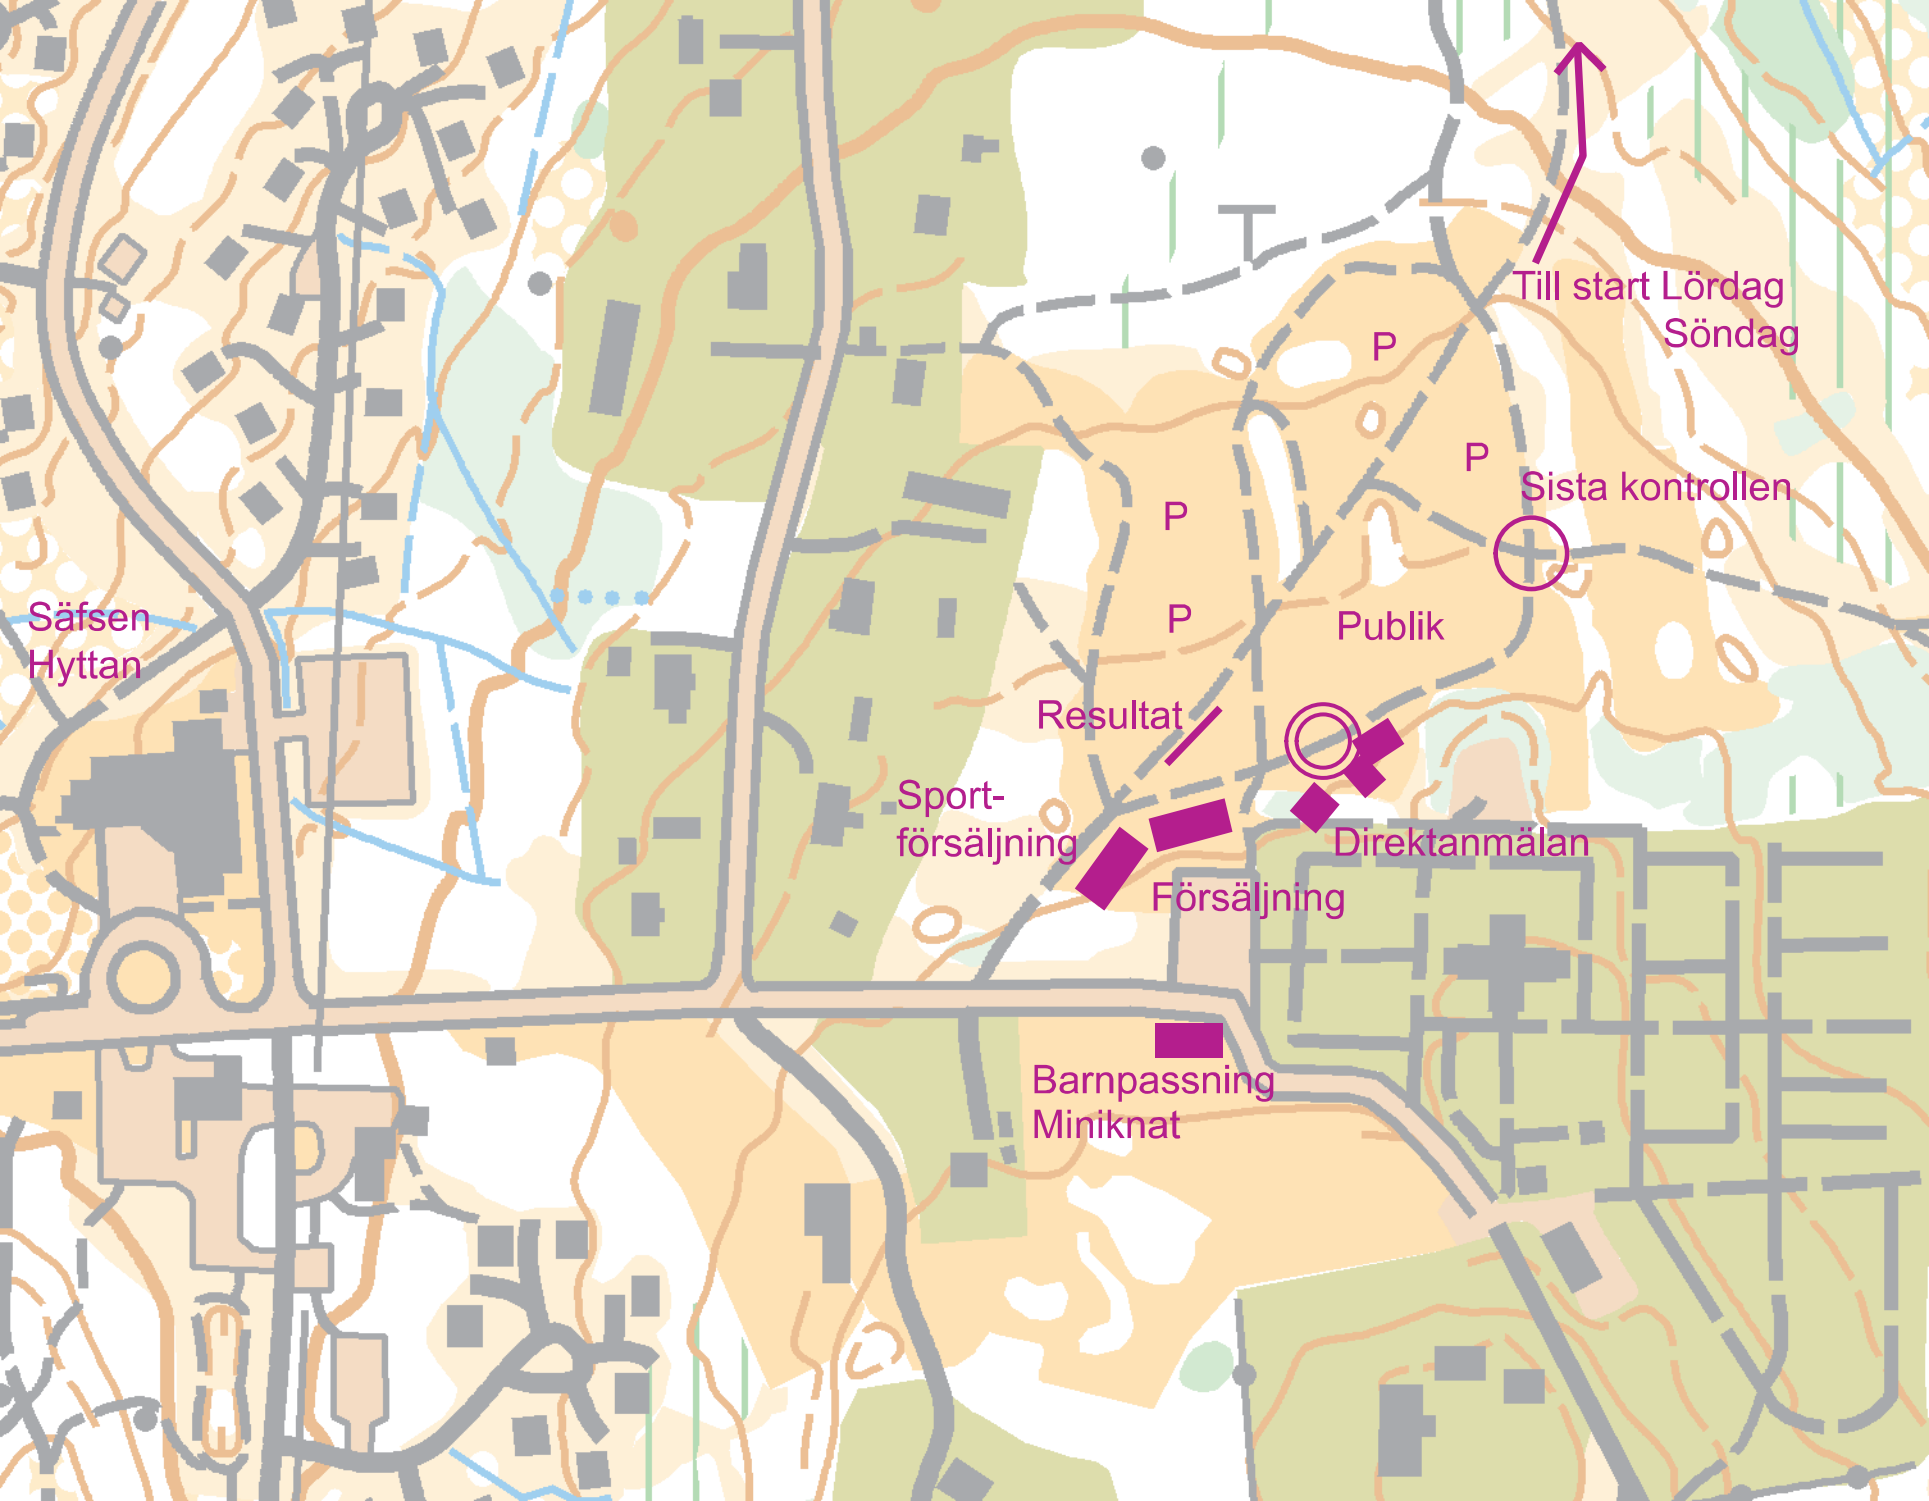 Till start Lördag
Söndag
P
P
Sista kontrollen
P
Säfsen
Hyttan
P
Publik
Resultat
Sport-
försäljning
Direktanmälan
Försäljning
Barnpassning
Miniknat